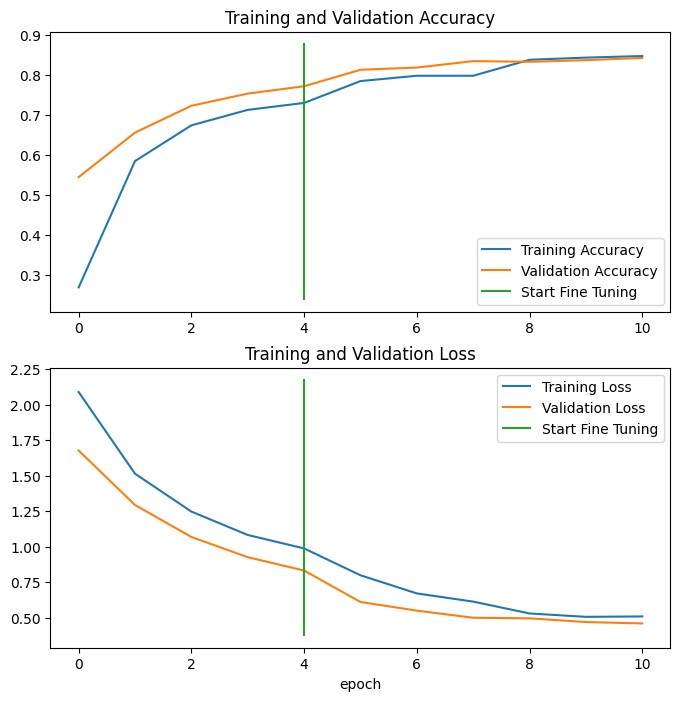 Training and Validation Accuracy
0.9
0.8
0.7
0.6
0.5
0.4
0.3
Training Accuracy
Validation Accuracy
Start Fine Tuning
0 2 4 6 8 10
Training and Validation Loss
2.25
2.00
1.75
1.50
1.25
1.00
0.75
0.50
Training Loss
Validation Loss
Start Fine Tuning
0 2 4 6 8 10
epoch